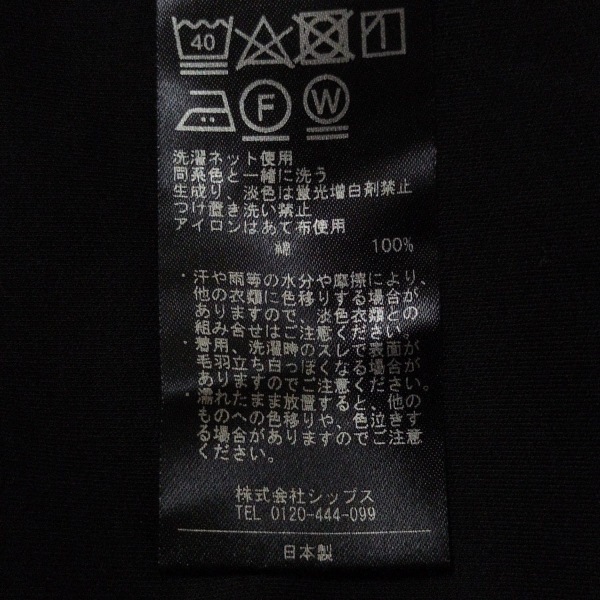 40
F W
洗濯ネット使用
同系色と一緒に洗う
生成り、淡色は蛍光増白剤禁止
つけ置き洗い禁止
アイロンはあて布使用
綿 100%
・汗や雨等の水分や摩擦により、
他の衣類に色移りする場合が
ありますので、淡色衣類との
組み合せはご注意ください。
・着用、洗濯時のスレで表面が
毛羽立ち白っぽくなる場合が
ありますのでご注意ください。
・濡れたまま放置すると、他の
ものへの色移りや、色泣きす
る場合がありますのでご注意
ください。
株式会社シップス
TEL 0120-444-099
日本製